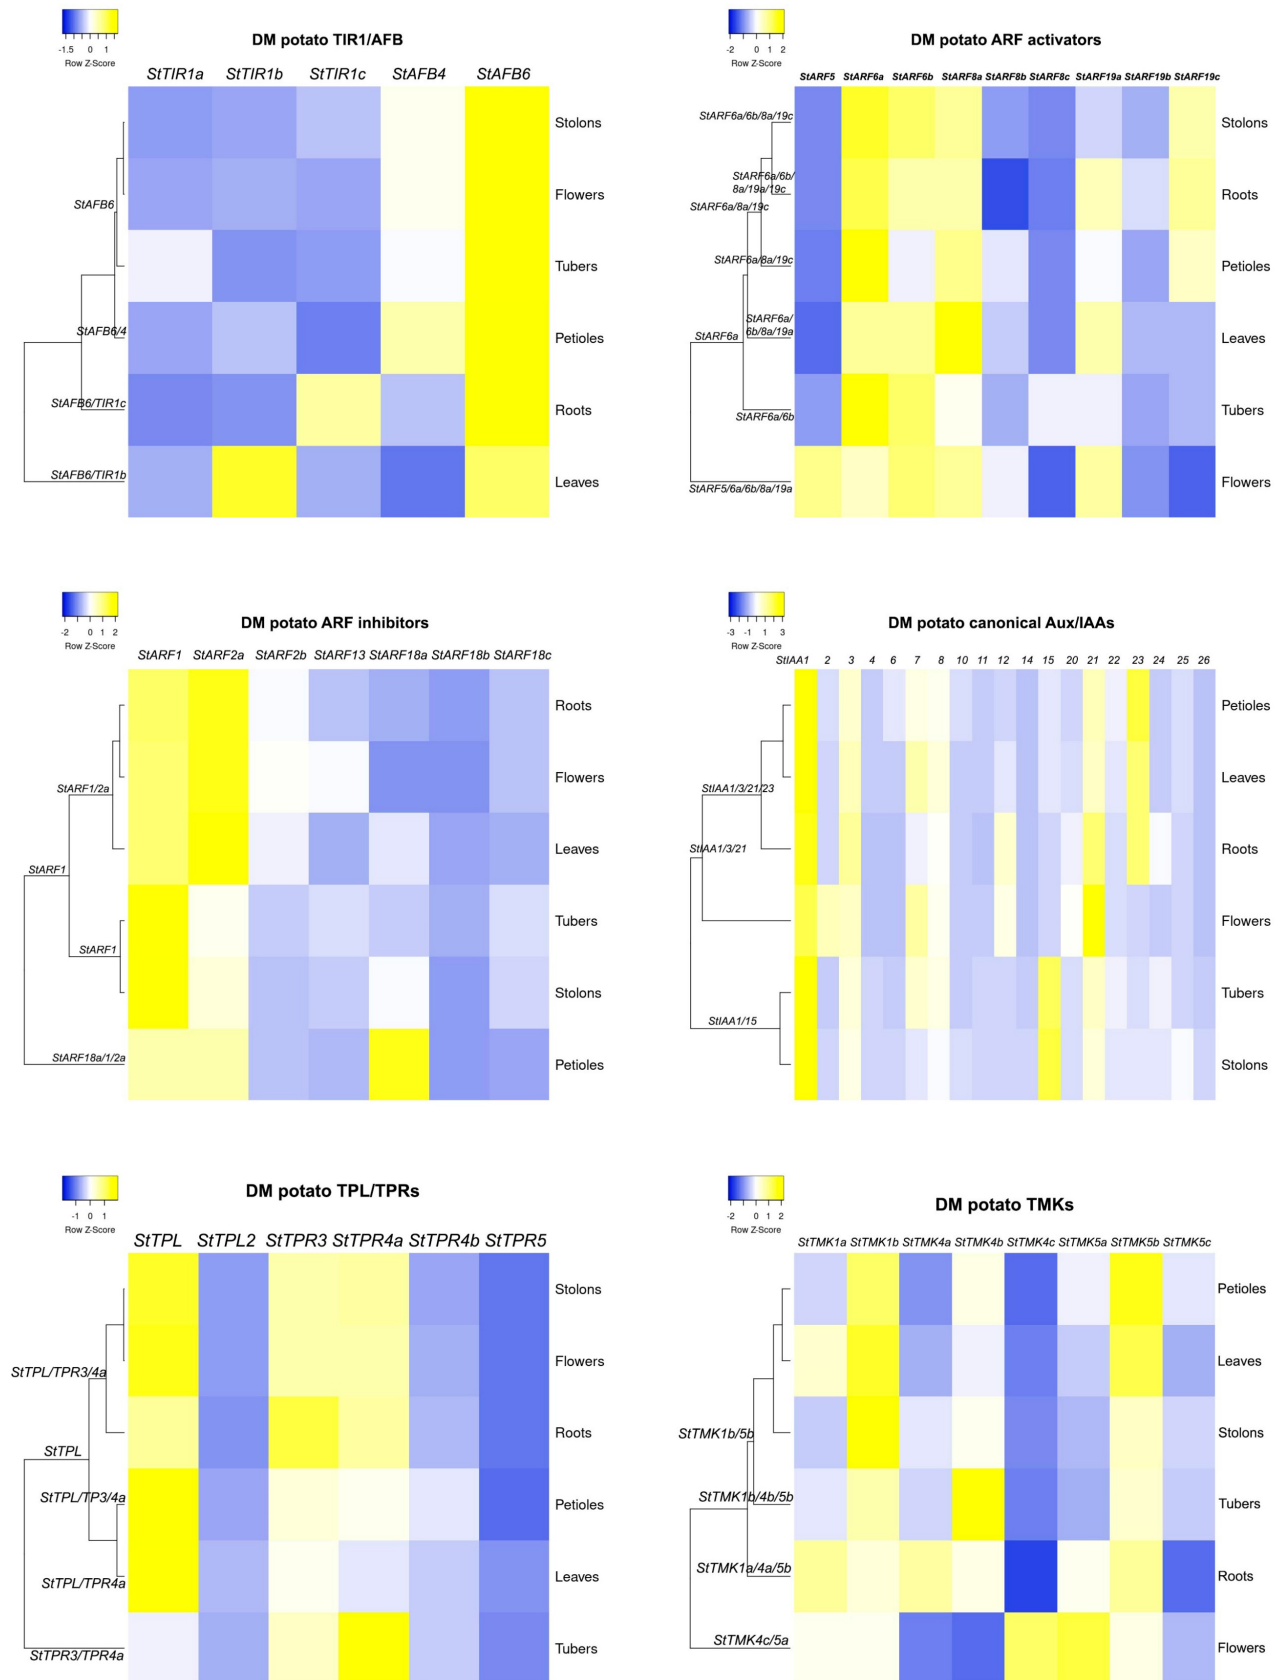 DM potato TIR1/AFB
-1.5 0 1
Row Z-Score
StTIR1a StTIR1b StTIR1c StAFB4 StAFB6
Stolons
Flowers
StAFB6
Tubers
StAFB6/4
Petioles
StAFB6/TIR1c
Roots
StAFB6/TIR1b
Leaves
DM potato ARF activators
-2 0 1 2
Row Z-Score
StARF5 StARF6a StARF6b StARF8a StARF8b StARF8c StARF19a StARF19b StARF19c
StARF6a/6b/8a/19c
Stolons
StARF6a/6b/
8a/19a/19c
Roots
StARF6a/8a/19c
StARF6a/8a/19c
Petioles
StARF6a/
6b/8a/19a
StARF6a
Leaves
StARF6a/6b
Tubers
StARF5/6a/6b/8a/19a
Flowers
DM potato ARF inhibitors
-2 0 1 2
Row Z-Score
StARF1 StARF2a StARF2b StARF13 StARF18a StARF18b StARF18c
Roots
Flowers
StARF1/2a
Leaves
StARF1
Tubers
StARF1
Stolons
StARF18a/1/2a
Petioles
DM potato canonical Aux/IAAs
-3 -1 1 3
Row Z-Score
StIAA1 2 3 4 6 7 8 10 11 12 14 15 20 21 22 23 24 25 26
Petioles
Leaves
StIAA1/3/21/23
StIAA1/3/21
Roots
Flowers
Tubers
StIAA1/15
Stolons
DM potato TPL/TPRs
-1 0 1
Row Z-Score
StTPL StTPL2 StTPR3 StTPR4a StTPR4b StTPR5
Stolons
Flowers
StTPL/TPR3/4a
Roots
StTPL
StTPL/TP3/4a
Petioles
StTPL/TPR4a
Leaves
StTPR3/TPR4a
Tubers
DM potato TMKs
-2 0 1 2
Row Z-Score
StTMK1a StTMK1b StTMK4a StTMK4b StTMK4c StTMK5a StTMK5b StTMK5c
Petioles
Leaves
StTMK1b/5b
Stolons
StTMK1b/4b/5b
Tubers
StTMK1a/4a/5b
Roots
StTMK4c/5a
Flowers